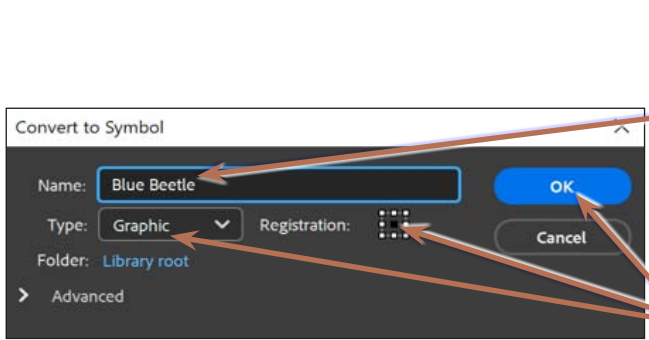 Convert to Symbol
Name: Blue Beetle
OK
Type: Graphic Registration:
Cancel
Folder: Library root
Advanced